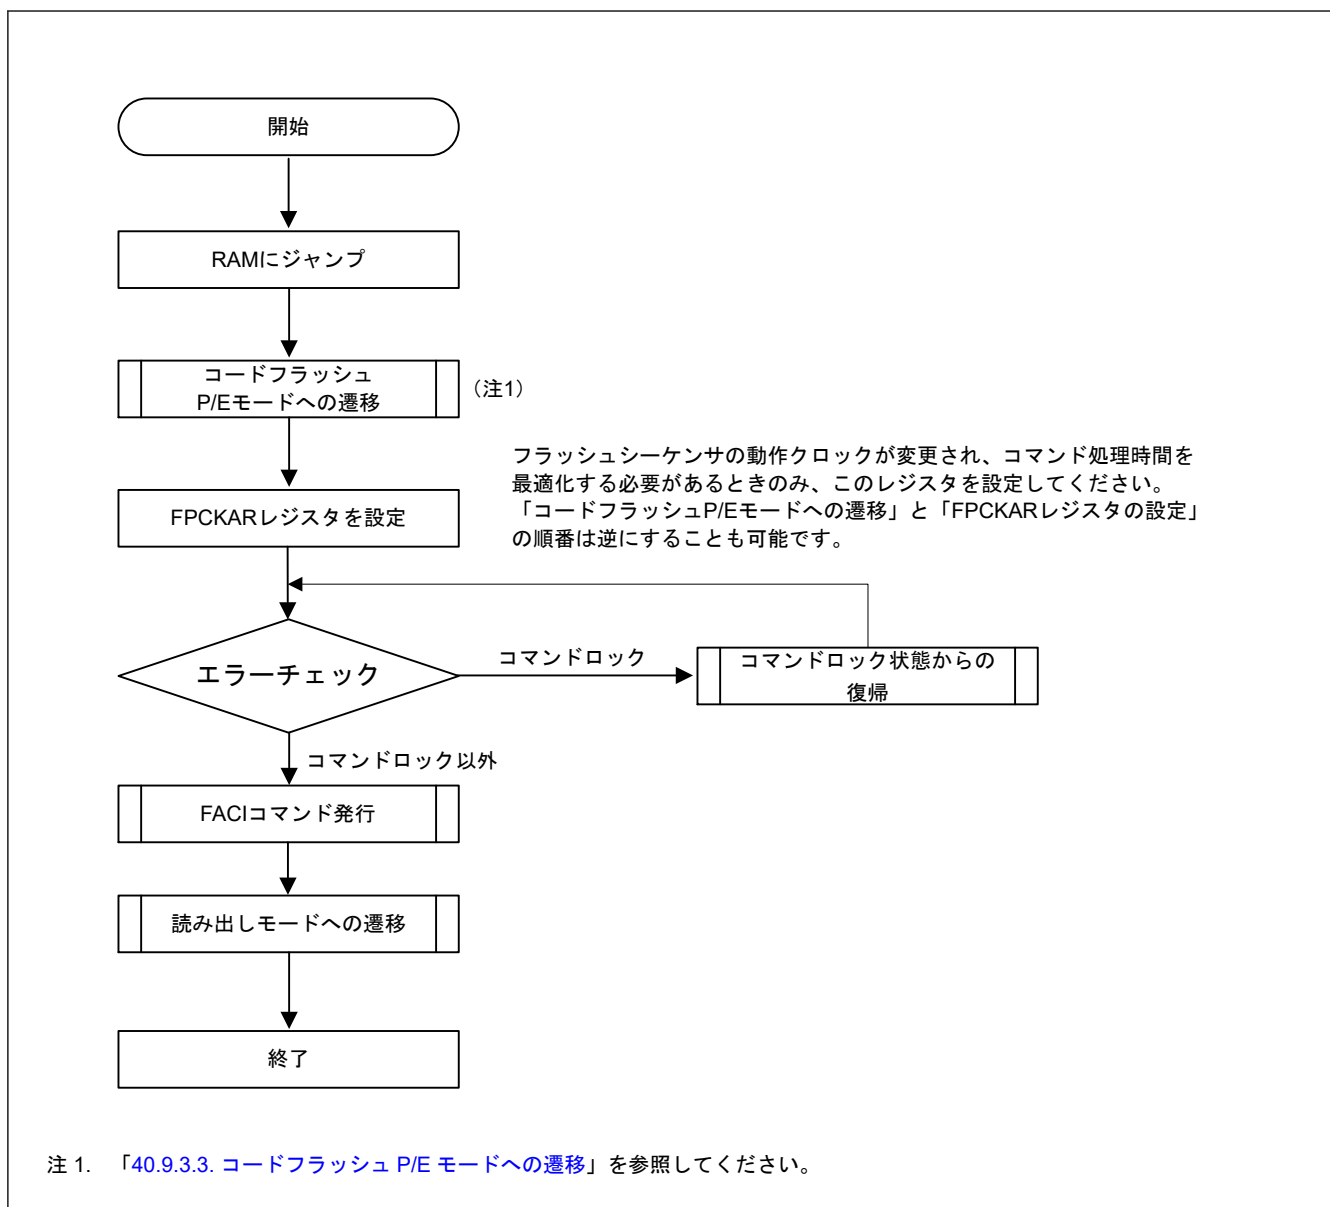 開始
RAMにジャンプ
コードフラッシュ
P/Eモードへの遷移
（注1）
フラッシュシーケンサの動作クロックが変更され、コマンド処理時間を
最適化する必要があるときのみ、このレジスタを設定してください。
「コードフラッシュP/Eモードへの遷移」と「FPCKARレジスタの設定」
の順番は逆にすることも可能です。
FPCKARレジスタを設定
エラーチェック
コマンドロック
コマンドロック状態からの
復帰
コマンドロック以外
FACIコマンド発行
読み出しモードへの遷移
終了
注 1. 「40.9.3.3. コードフラッシュ P/E モードへの遷移」を参照してください。